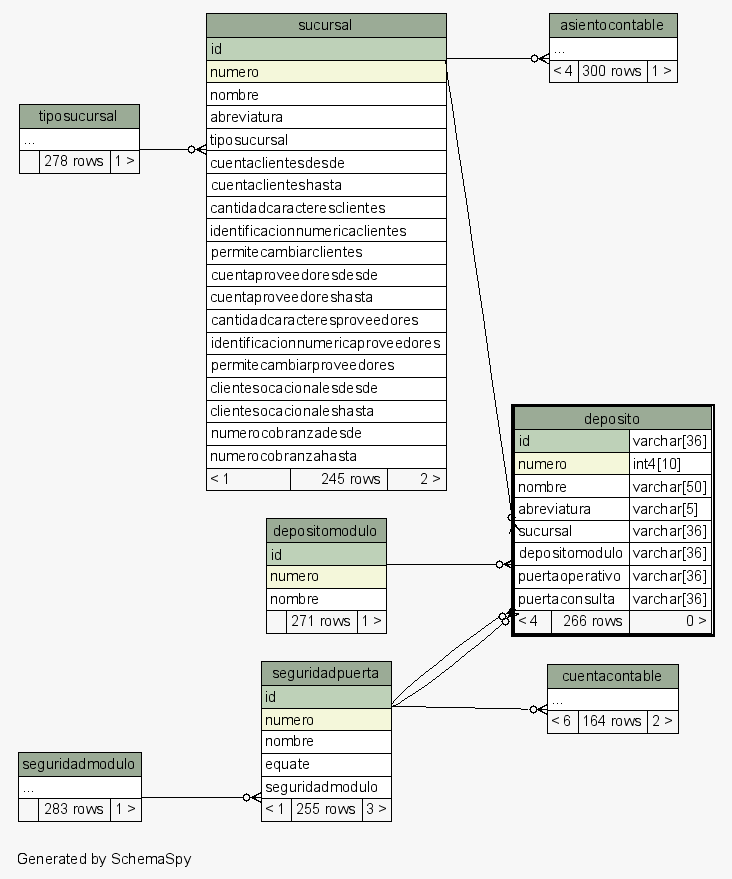 sucursal
id
numero
nombre
abreviatura
tiposucursal
cuentaclientesdesde
cuentaclienteshasta
cantidadcaracteresclientes
identificacionnumericaclientes
permitecambiarclientes
cuentaproveedoresdesde
cuentaproveedoreshasta
cantidadcaracteresproveedores
identificacionnumericaproveedores
permitecambiarproveedores
clientesocacionalesdesde
clientesocacionaleshasta
numerocobranzadesde
numerocobranzahasta
< 1 245 rows 2 >
asientocontable
...
< 4 300 rows 1 >
tiposucursal
...
278 rows 1 >
deposito
id varchar[36]
numero int4[10]
nombre varchar[50]
abreviatura varchar[5]
sucursal varchar[36]
depositomodulo varchar[36]
puertaoperativo varchar[36]
puertaconsulta varchar[36]
< 4 266 rows 0 >
depositomodulo
id
numero
nombre
271 rows 1 >
seguridadpuerta
id
numero
nombre
equate
seguridadmodulo
< 1 255 rows 3 >
cuentacontable
...
< 6 164 rows 2 >
seguridadmodulo
...
283 rows 1 >
Generated by SchemaSpy